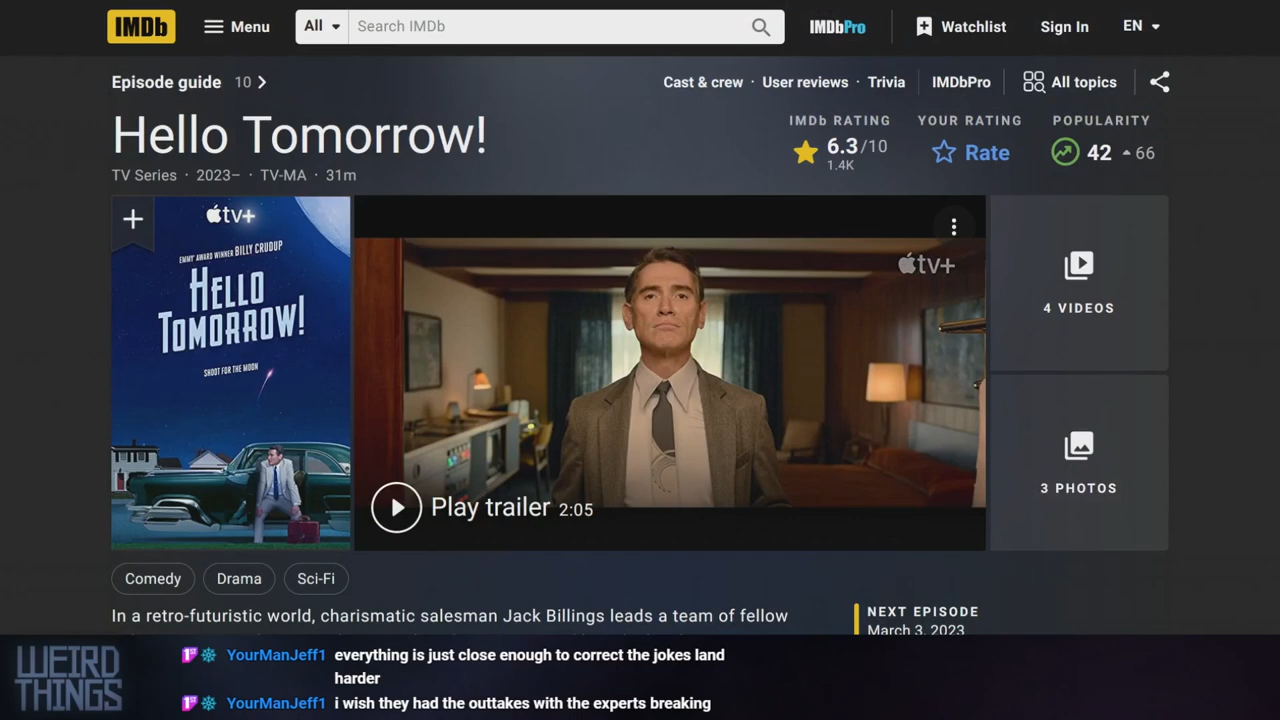 IMDb
Menu
All
Search IMDb
IMDbPro
Watchlist
Sign In
EN
Episode guide 10
Cast & crew · User reviews · Trivia
IMDbPro
All topics
Hello Tomorrow!
TV Series · 2023– · TV-MA · 31m
IMDb RATING
6.3/10
1.4K
YOUR RATING
Rate
POPULARITY
42
66
tv+
EMMY AWARD WINNER BILLY CRUDUP
HELLO
TOMORROW!
SHOOT FOR THE MOON
tv+
Play trailer 2:05
4 VIDEOS
3 PHOTOS
Comedy
Drama
Sci-Fi
In a retro-futuristic world, charismatic salesman Jack Billings leads a team of fellow
NEXT EPISODE
March 3, 2023
WEIRD
THINGS
1st YourManJeff1 everything is just close enough to correct the jokes land
harder
1st YourManJeff1 i wish they had the outtakes with the experts breaking